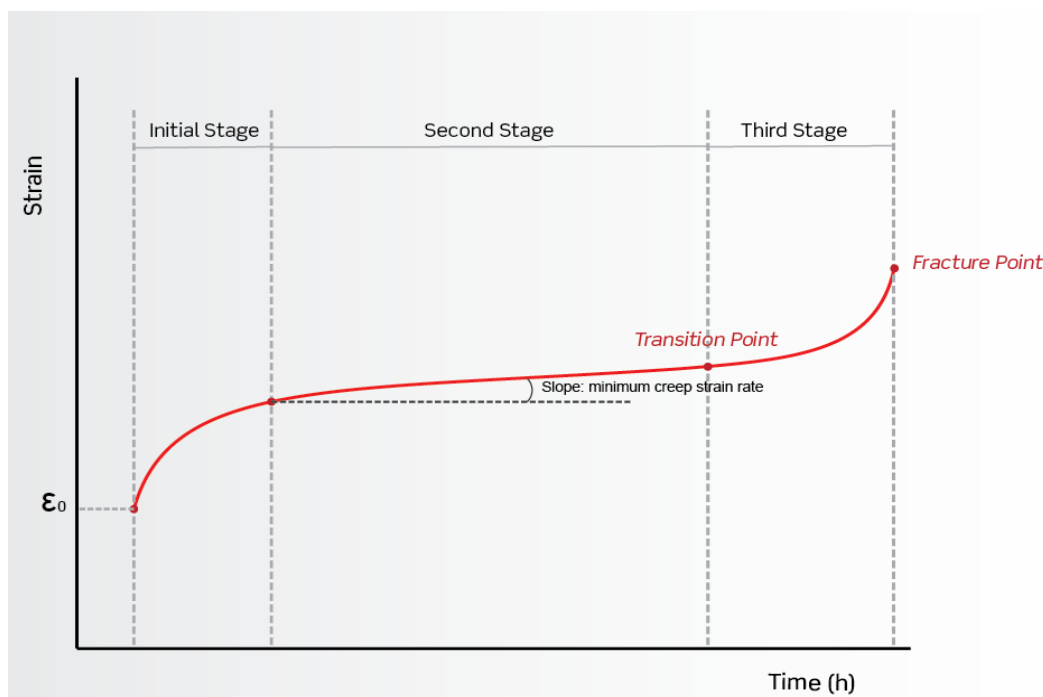 Initial Stage
Second Stage
Third Stage
Strain
Fracture Point
Transition Point
Slope: minimum creep strain rate
ε₀
Time (h)